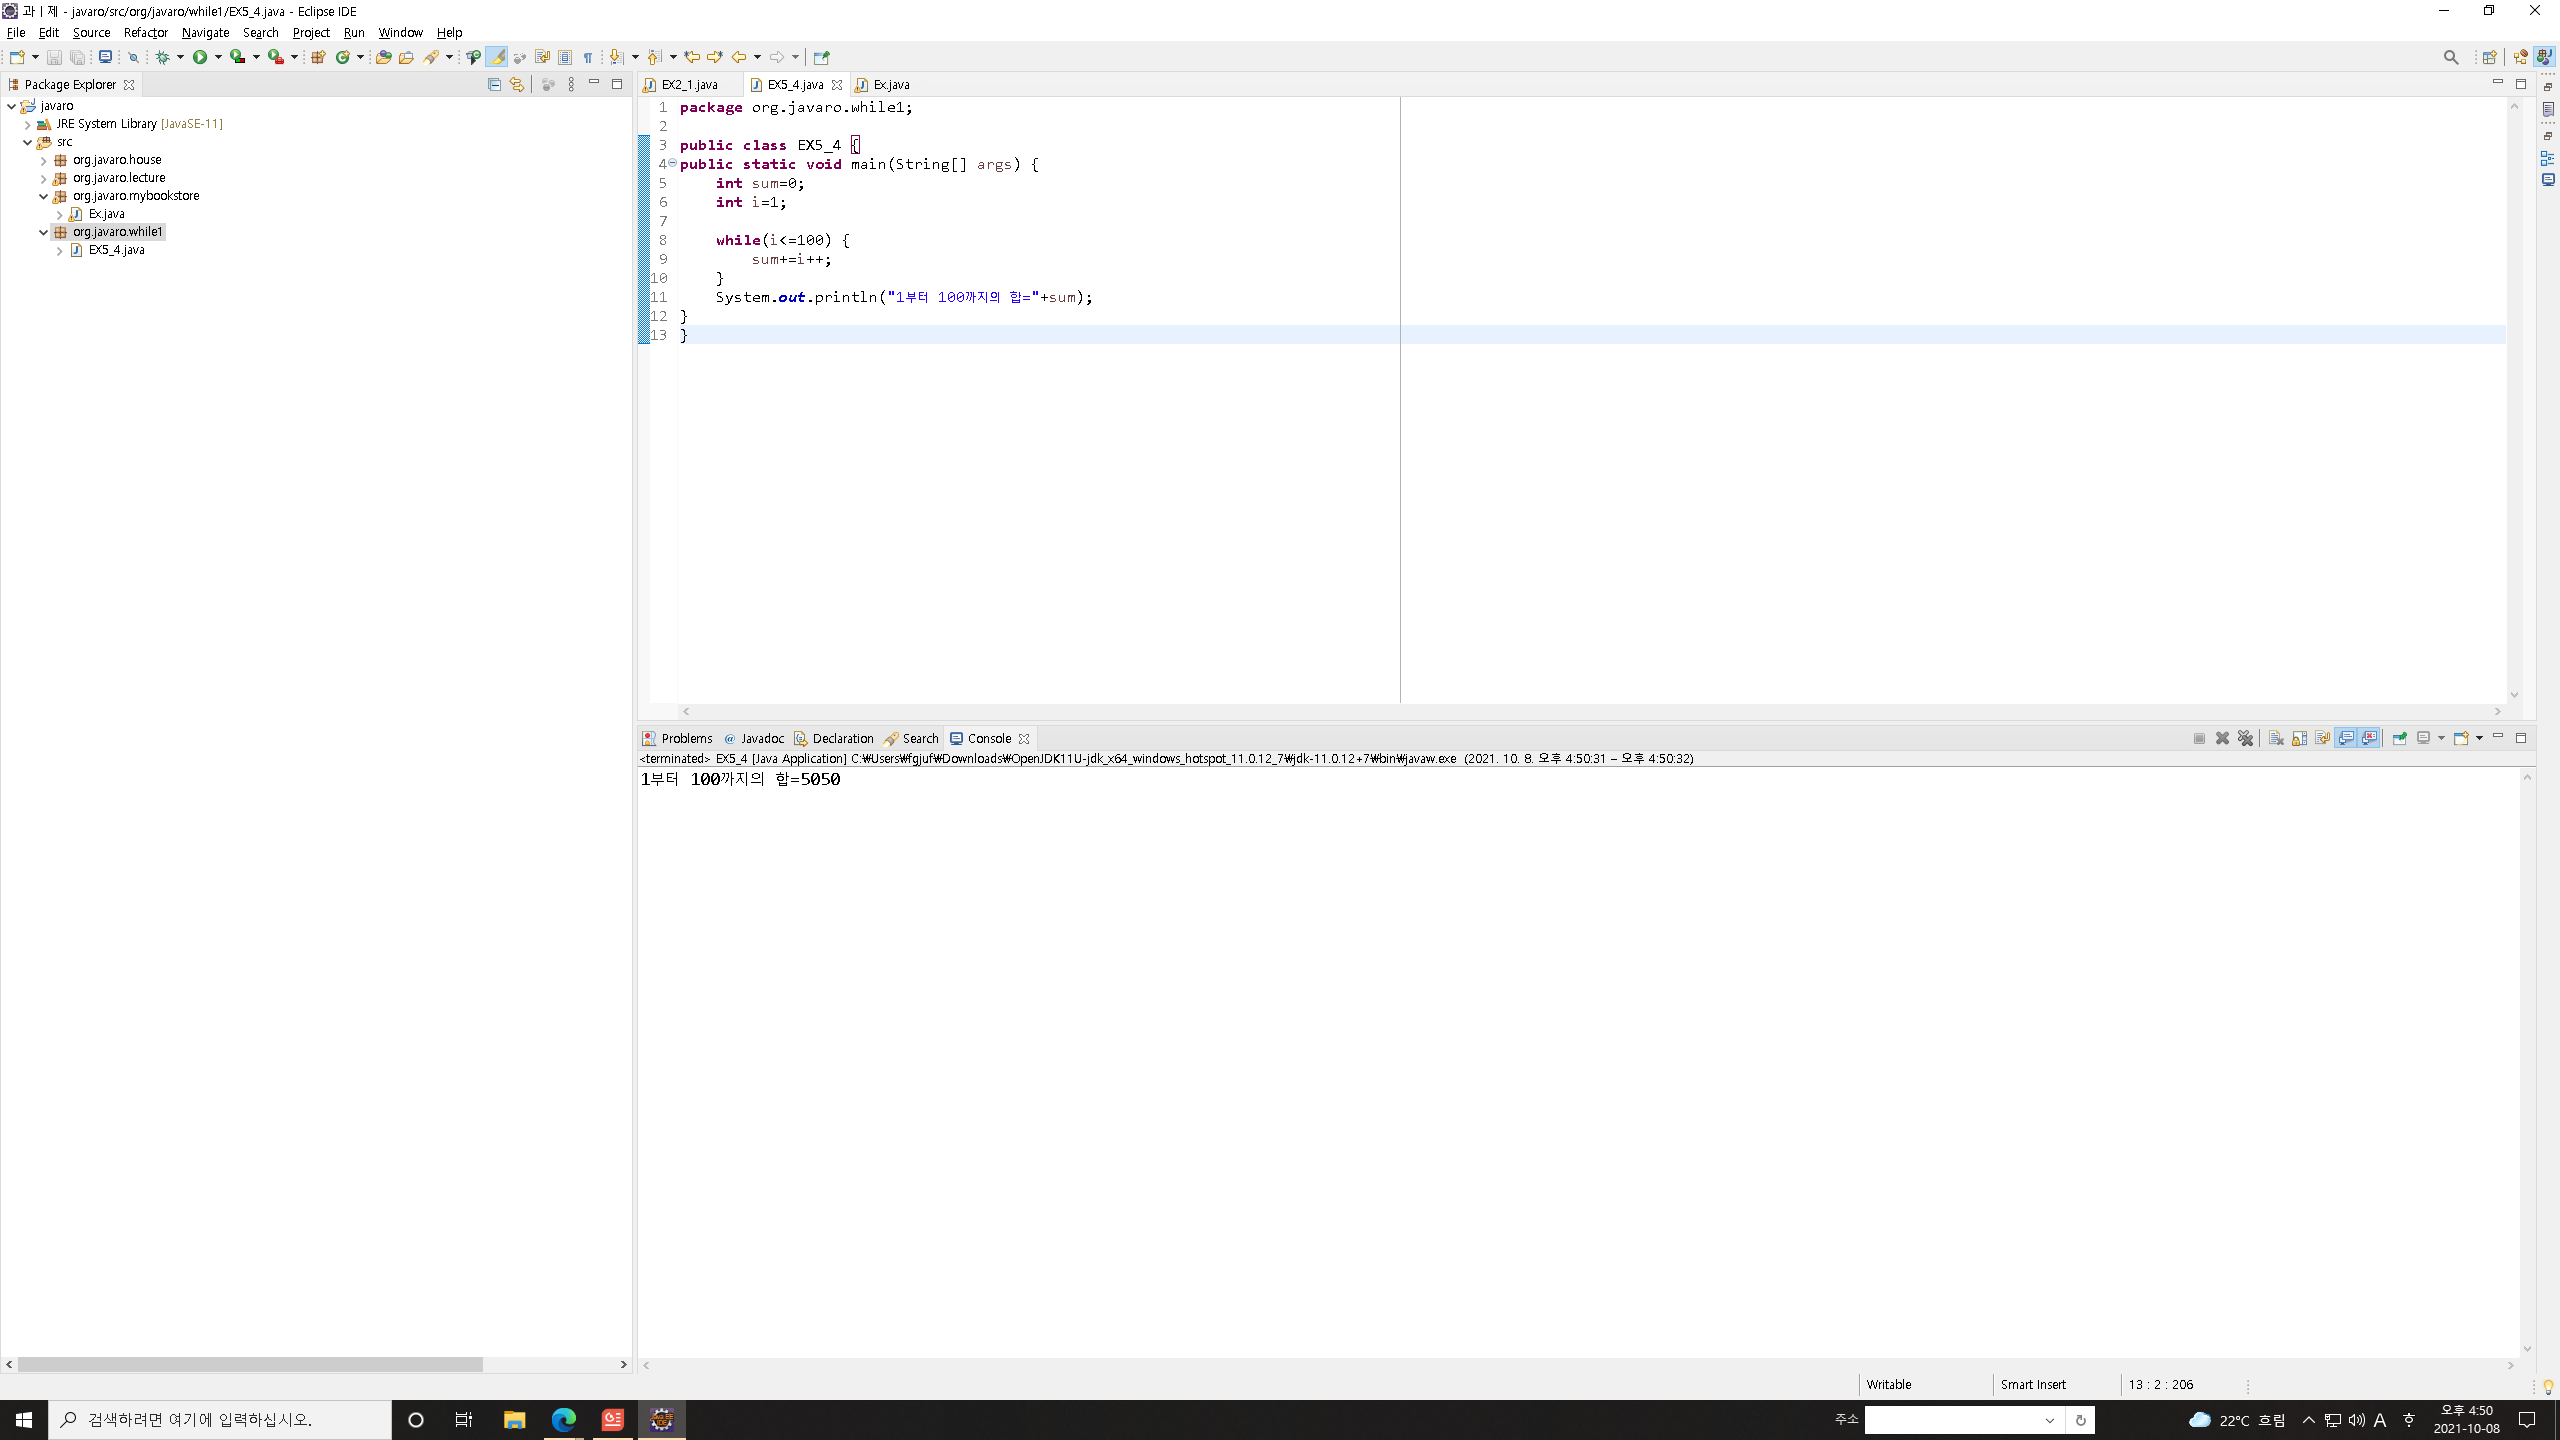 과ㅣ제 - javaro/src/org/javaro/while1/EX5_4.java - Eclipse IDE
File Edit Source Refactor Navigate Search Project Run Window Help
Package Explorer
javaro
JRE System Library [JavaSE-11]
src
org.javaro.house
org.javaro.lecture
org.javaro.mybookstore
Ex.java
org.javaro.while1
EX5_4.java
EX2_1.java EX5_4.java Ex.java
1 package org.javaro.while1;
2
3 public class EX5_4 {
4 public static void main(String[] args) {
5 int sum=0;
6 int i=1;
7
8 while(i<=100) {
9 sum+=i++;
10 }
11 System.out.println("1부터 100까지의 합="+sum);
12 }
13 }
Problems @ Javadoc Declaration Search Console
<terminated> EX5_4 [Java Application] C:₩Users₩fgjuf₩Downloads₩OpenJDK11U-jdk_x64_windows_hotspot_11.0.12_7₩jdk-11.0.12+7₩bin₩javaw.exe (2021. 10. 8. 오후 4:50:31 – 오후 4:50:32)
1부터 100까지의 합=5050
Writable Smart Insert 13 : 2 : 206
검색하려면 여기에 입력하십시오.
주소
22°C 흐림
A
오후 4:50
2021-10-08